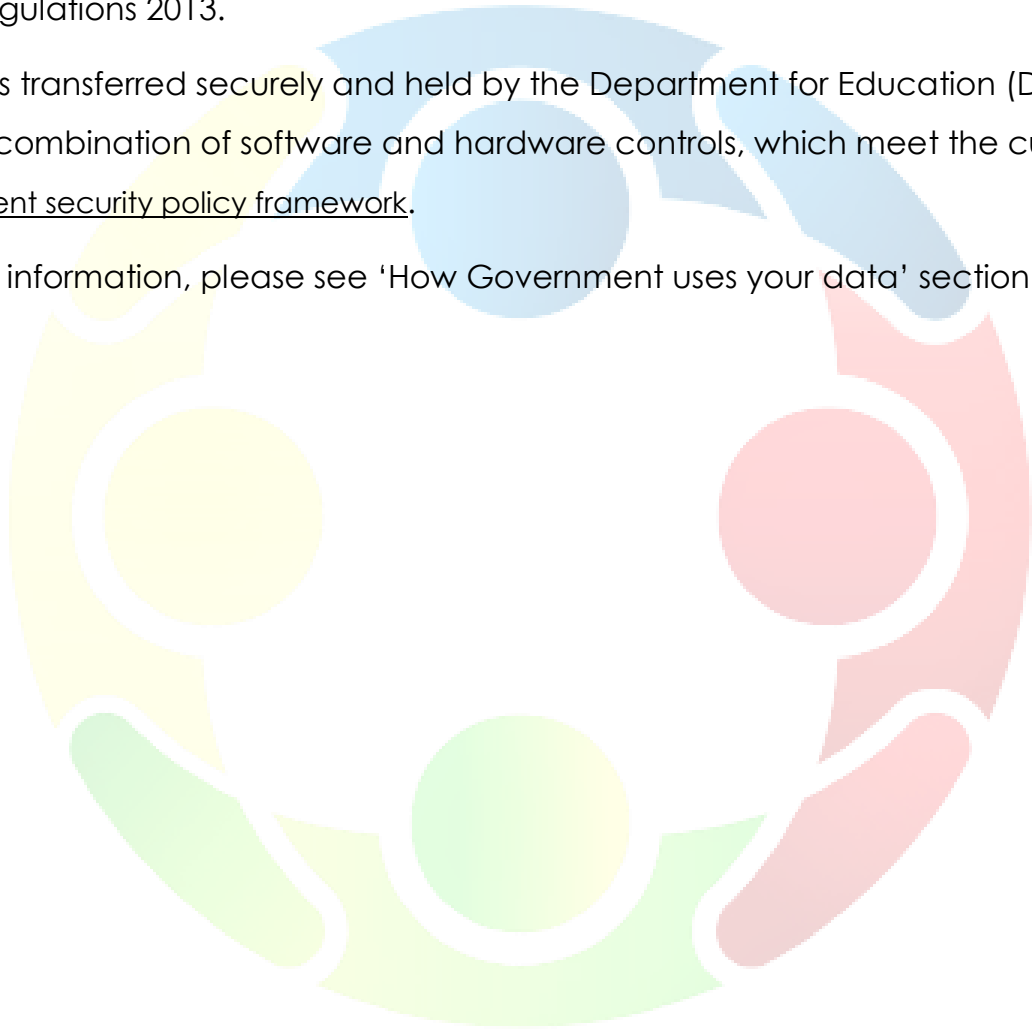 gulations 2013.
s transferred securely and held by the Department for Education (D
combination of software and hardware controls, which meet the cu
ent security policy framework.
information, please see ‘How Government uses your data’ section